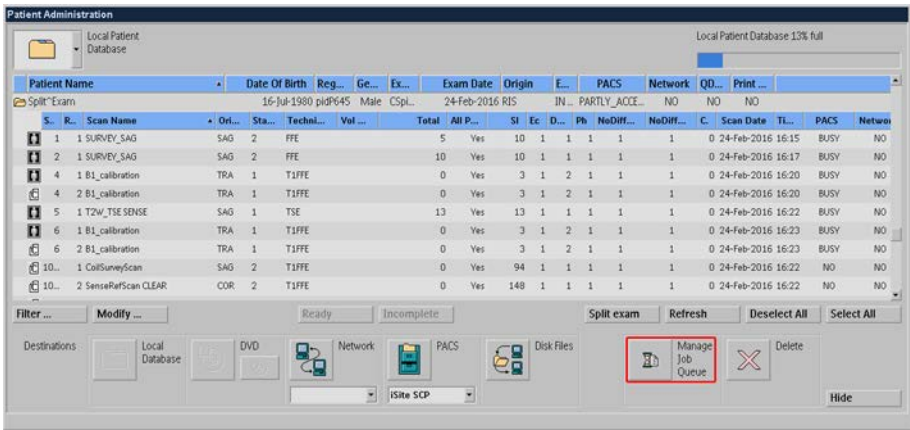 Patient Administration
Local Patient
Database
Local Patient Database 13% full
Patient Name Date Of Birth Reg... Ge... Ex... Exam Date Origin E... PACS Network QD... Print ...
Split^Exam 16-Jul-1980 pidP645 Male CSpi... 24-Feb-2016 RIS IN ... PARTLY_ACCE... NO NO NO
S.. R... Scan Name Ori... Sta... Techni... Vol ... Total All P... Sl Ec D... Ph NoDiff... NoDiff... C. Scan Date Ti... PACS Networ
1 1 SURVEY_SAG SAG 2 FFE 5 Yes 10 1 1 1 1 1 0 24-Feb-2016 16:15 BUSY NO
2 1 SURVEY_SAG SAG 2 FFE 10 Yes 10 1 1 1 1 1 0 24-Feb-2016 16:17 BUSY NO
4 1 B1_calibration TRA 1 T1FFE 0 Yes 3 1 2 1 1 1 0 24-Feb-2016 16:20 BUSY NO
4 2 B1_calibration TRA 1 T1FFE 0 Yes 3 1 2 1 1 1 0 24-Feb-2016 16:20 BUSY NO
5 1 T2W_TSE SENSE SAG 1 TSE 13 Yes 13 1 1 1 1 1 0 24-Feb-2016 16:22 BUSY NO
6 1 B1_calibration TRA 1 T1FFE 0 Yes 3 1 2 1 1 1 0 24-Feb-2016 16:23 BUSY NO
6 2 B1_calibration TRA 1 T1FFE 0 Yes 3 1 2 1 1 1 0 24-Feb-2016 16:23 BUSY NO
10... 1 CoilSurveyScan SAG 2 T1FFE 0 Yes 94 1 1 1 1 1 0 24-Feb-2016 16:22 NO NO
10... 2 SenseRefScan CLEAR COR 2 T1FFE 0 Yes 148 1 1 1 1 1 0 24-Feb-2016 16:22 NO NO
Filter ... Modify ... Ready Incomplete Split exam Refresh Deselect All Select All
Destinations Local
Database DVD Network PACS Disk Files Manage
Job
Queue Delete
iSite SCP
Hide